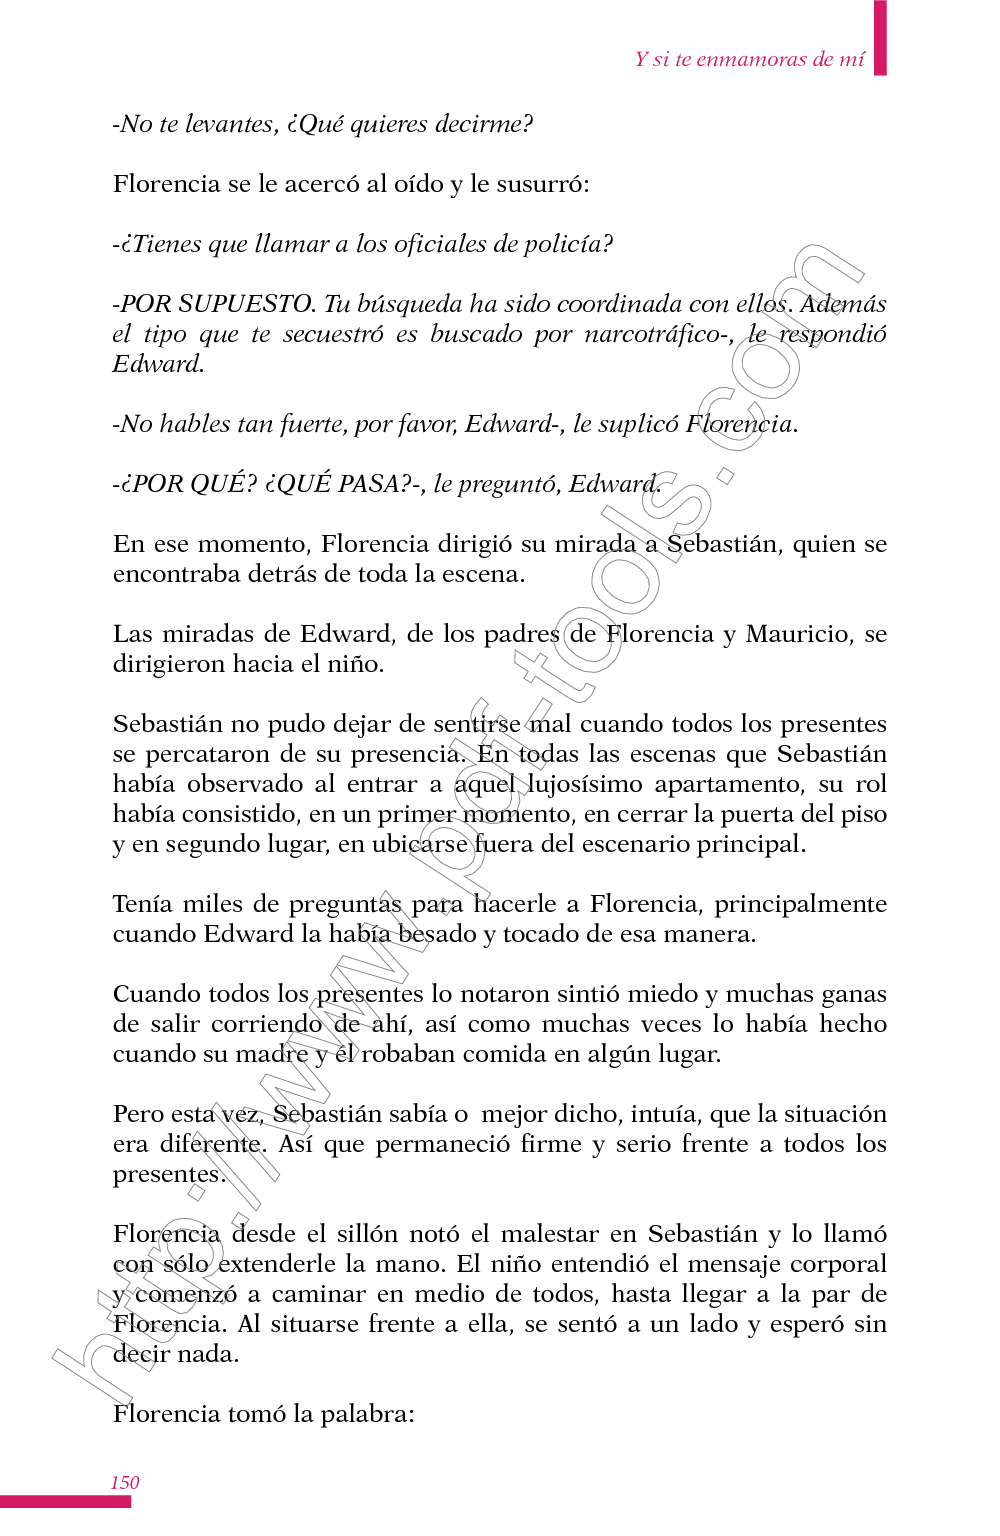 Y si te enmamoras de mí
-No te levantes, ¿Qué quieres decirme?
Florencia se le acercó al oído y le susurró:
-¿Tienes que llamar a los oficiales de policía?
-POR SUPUESTO. Tu búsqueda ha sido coordinada con ellos. Además
el tipo que te secuestró es buscado por narcotráfico-, le respondió
Edward.
-No hables tan fuerte, por favor, Edward-, le suplicó Florencia.
-¿POR QUÉ? ¿QUÉ PASA?-, le preguntó, Edward.
En ese momento, Florencia dirigió su mirada a Sebastián, quien se
encontraba detrás de toda la escena.
Las miradas de Edward, de los padres de Florencia y Mauricio, se
dirigieron hacia el niño.
Sebastián no pudo dejar de sentirse mal cuando todos los presentes
se percataron de su presencia. En todas las escenas que Sebastián
había observado al entrar a aquel lujosísimo apartamento, su rol
había consistido, en un primer momento, en cerrar la puerta del piso
y en segundo lugar, en ubicarse fuera del escenario principal.
Tenía miles de preguntas para hacerle a Florencia, principalmente
cuando Edward la había besado y tocado de esa manera.
Cuando todos los presentes lo notaron sintió miedo y muchas ganas
de salir corriendo de ahí, así como muchas veces lo había hecho
cuando su madre y él robaban comida en algún lugar.
Pero esta vez, Sebastián sabía o  mejor dicho, intuía, que la situación
era diferente. Así que permaneció firme y serio frente a todos los
presentes.
Florencia desde el sillón notó el malestar en Sebastián y lo llamó
con sólo extenderle la mano. El niño entendió el mensaje corporal
y comenzó a caminar en medio de todos, hasta llegar a la par de
Florencia. Al situarse frente a ella, se sentó a un lado y esperó sin
decir nada.
Florencia tomó la palabra:
150
http://www.pdf-tools.com